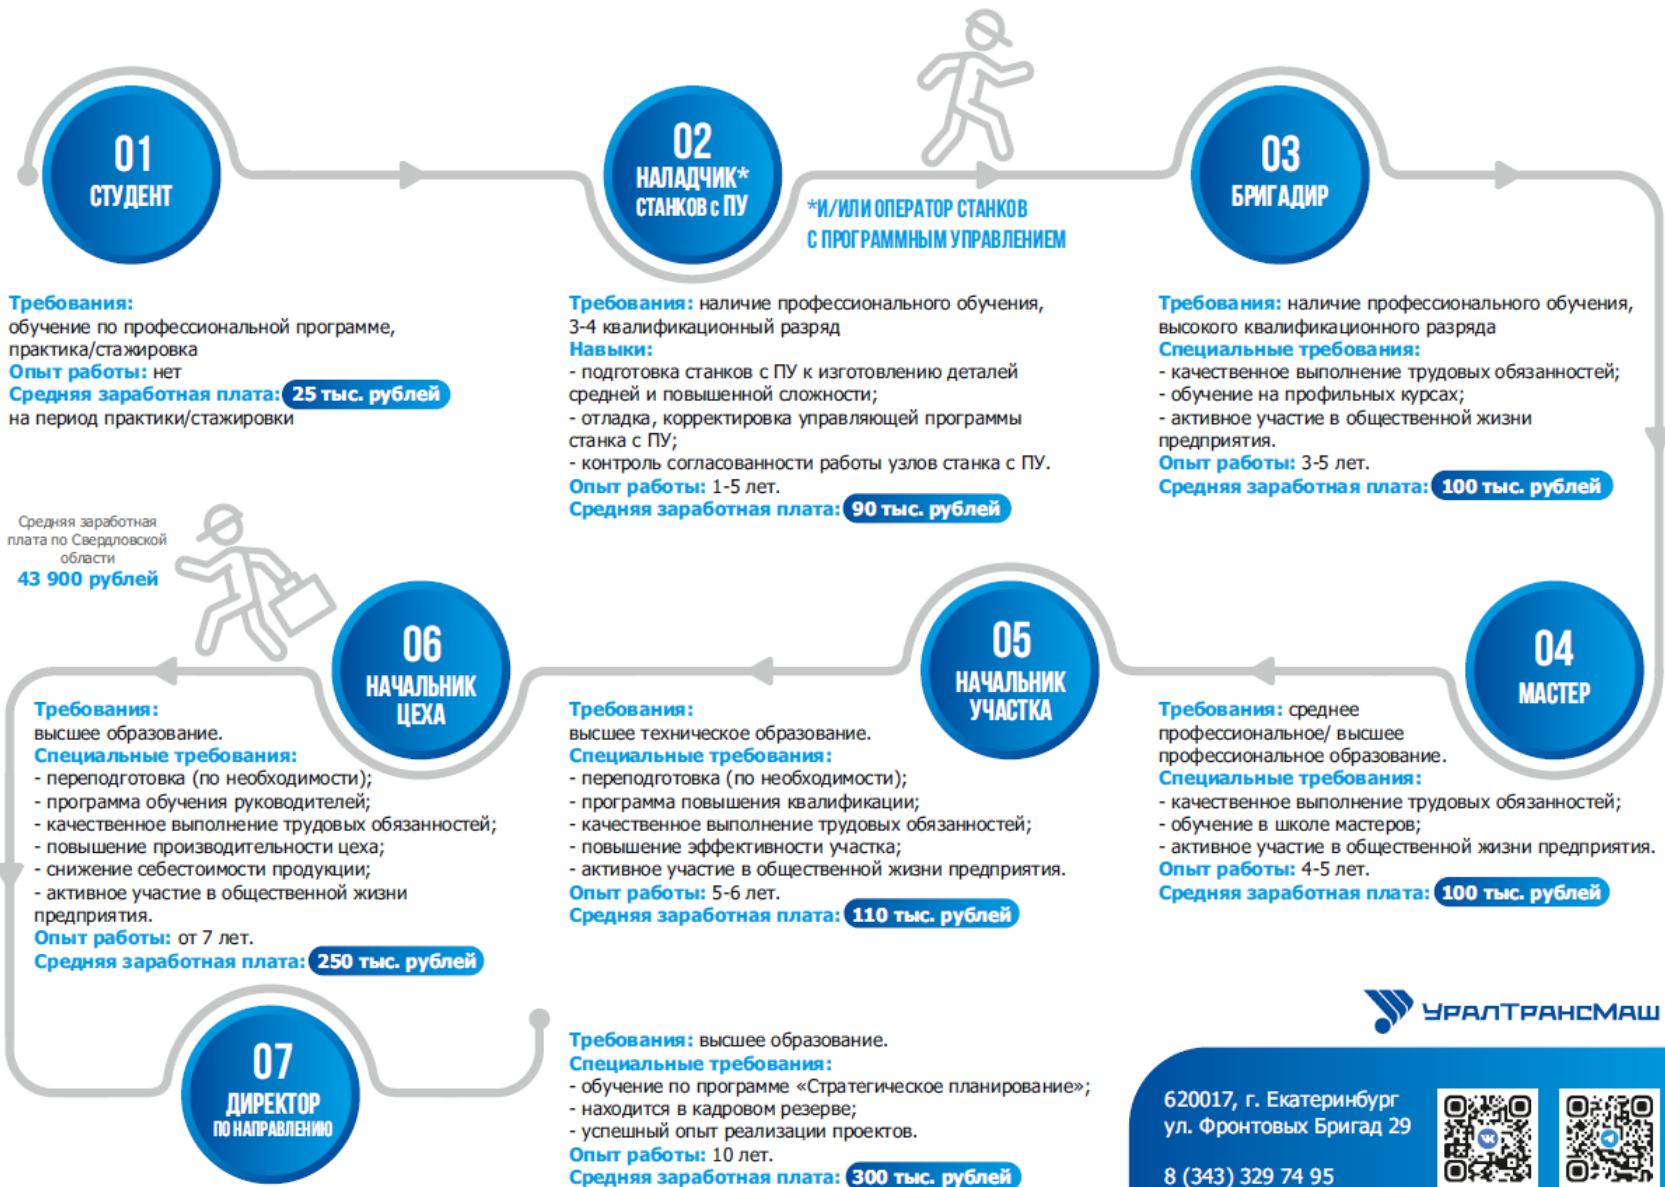 01
СТУДЕНТ
Требования:
обучение по профессиональной программе,
практика/стажировка
Опыт работы: нет
Средняя заработная плата: 25 тыс. рублей
на период практики/стажировки
02
НАЛАДЧИК*
СТАНКОВ с ПУ
*И/ИЛИ ОПЕРАТОР СТАНКОВ
С ПРОГРАММНЫМ УПРАВЛЕНИЕМ
Требования: наличие профессионального обучения,
3-4 квалификационный разряд
Навыки:
- подготовка станков с ПУ к изготовлению деталей
средней и повышенной сложности;
- отладка, корректировка управляющей программы
станка с ПУ;
- контроль согласованности работы узлов станка с ПУ.
Опыт работы: 1-5 лет.
Средняя заработная плата: 90 тыс. рублей
03
БРИГАДИР
Требования: наличие профессионального обучения,
высокого квалификационного разряда
Специальные требования:
- качественное выполнение трудовых обязанностей;
- обучение на профильных курсах;
- активное участие в общественной жизни
предприятия.
Опыт работы: 3-5 лет.
Средняя заработная плата: 100 тыс. рублей
04
МАСТЕР
Требования: среднее
профессиональное/ высшее
профессиональное образование.
Специальные требования:
- качественное выполнение трудовых обязанностей;
- обучение в школе мастеров;
- активное участие в общественной жизни предприятия.
Опыт работы: 4-5 лет.
Средняя заработная плата: 100 тыс. рублей
05
НАЧАЛЬНИК
УЧАСТКА
Требования:
высшее техническое образование.
Специальные требования:
- переподготовка (по необходимости);
- программа повышения квалификации;
- качественное выполнение трудовых обязанностей;
- повышение эффективности участка;
- активное участие в общественной жизни предприятия.
Опыт работы: 5-6 лет.
Средняя заработная плата: 110 тыс. рублей
Средняя заработная
плата по Свердловской
области
43 900 рублей
06
НАЧАЛЬНИК
ЦЕХА
Требования:
высшее образование.
Специальные требования:
- переподготовка (по необходимости);
- программа обучения руководителей;
- качественное выполнение трудовых обязанностей;
- повышение производительности цеха;
- снижение себестоимости продукции;
- активное участие в общественной жизни
предприятия.
Опыт работы: от 7 лет.
Средняя заработная плата: 250 тыс. рублей
07
ДИРЕКТОР
ПО НАПРАВЛЕНИЮ
Требования: высшее образование.
Специальные требования:
- обучение по программе «Стратегическое планирование»;
- находится в кадровом резерве;
- успешный опыт реализации проектов.
Опыт работы: 10 лет.
Средняя заработная плата: 300 тыс. рублей
УРАЛТРАНСМАШ
620017, г. Екатеринбург
ул. Фронтовых Бригад 29
8 (343) 329 74 95